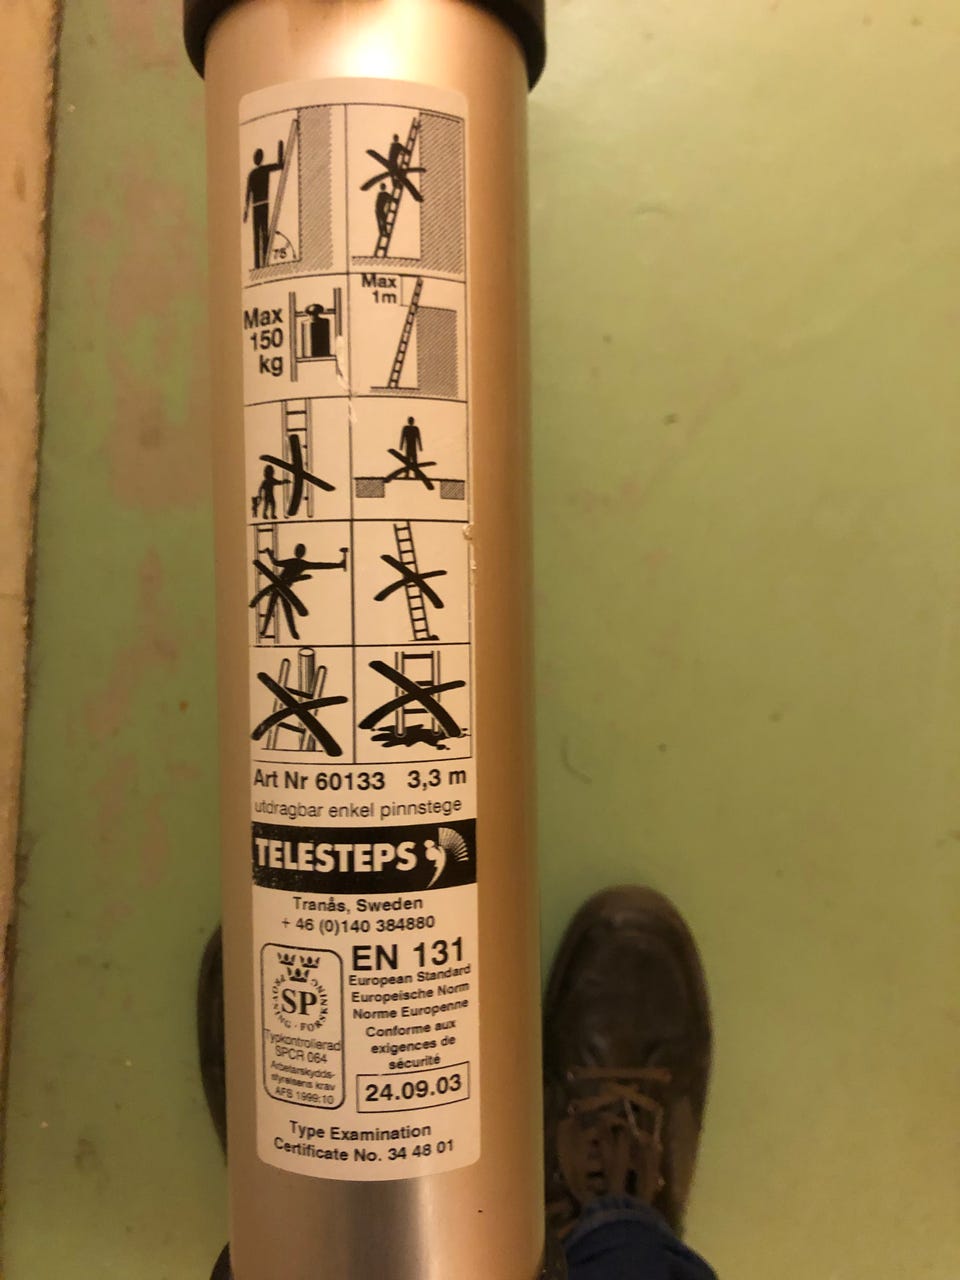 75°
Max
150
kg
Max
1m
Art Nr 60133 3,3 m
utdragbar enkel pinnstege
TELESTEPS
Tranås, Sweden
+ 46 (0)140 384880
PROVNING · FORSKNING
SP
Typkontrollerad
SPCR 064
Arbetarskydds-
styrelsens krav
AFS 1999:10
EN 131
European Standard
Europeische Norm
Norme Europenne
Conforme aux
exigences de
sécurité
24.09.03
Type Examination
Certificate No. 34 48 01